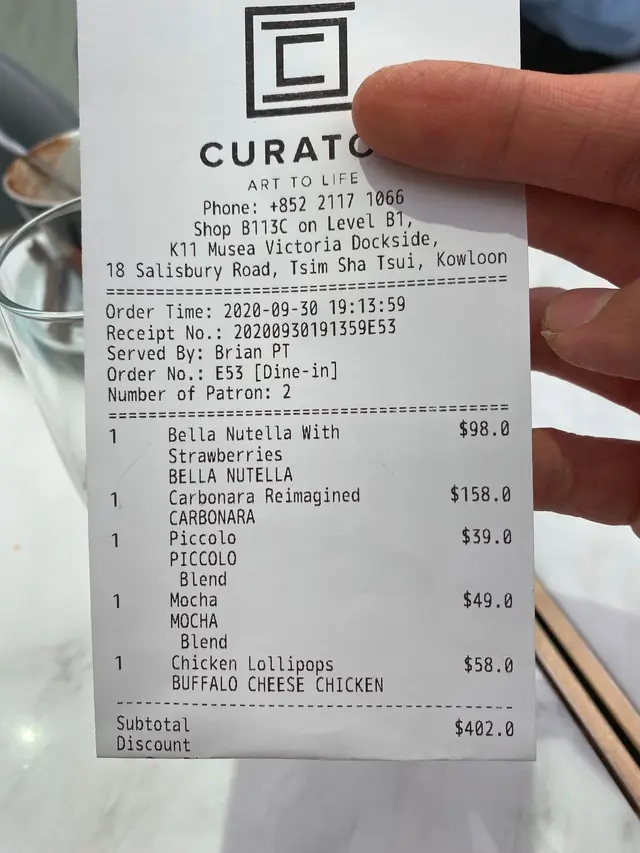 CURATO
ART TO LIFE
Phone: +852 2117 1066
Shop B113C on Level B1,
K11 Musea Victoria Dockside,
18 Salisbury Road, Tsim Sha Tsui, Kowloon
================================================
Order Time: 2020-09-30 19:13:59
Receipt No.: 20200930191359E53
Served By: Brian PT
Order No.: E53 [Dine-in]
Number of Patron: 2
================================================
1 Bella Nutella With $98.0
Strawberries
BELLA NUTELLA
1 Carbonara Reimagined $158.0
CARBONARA
1 Piccolo $39.0
PICCOLO
Blend
1 Mocha $49.0
MOCHA
Blend
1 Chicken Lollipops $58.0
BUFFALO CHEESE CHICKEN
------------------------------------------------
Subtotal $402.0
Discount